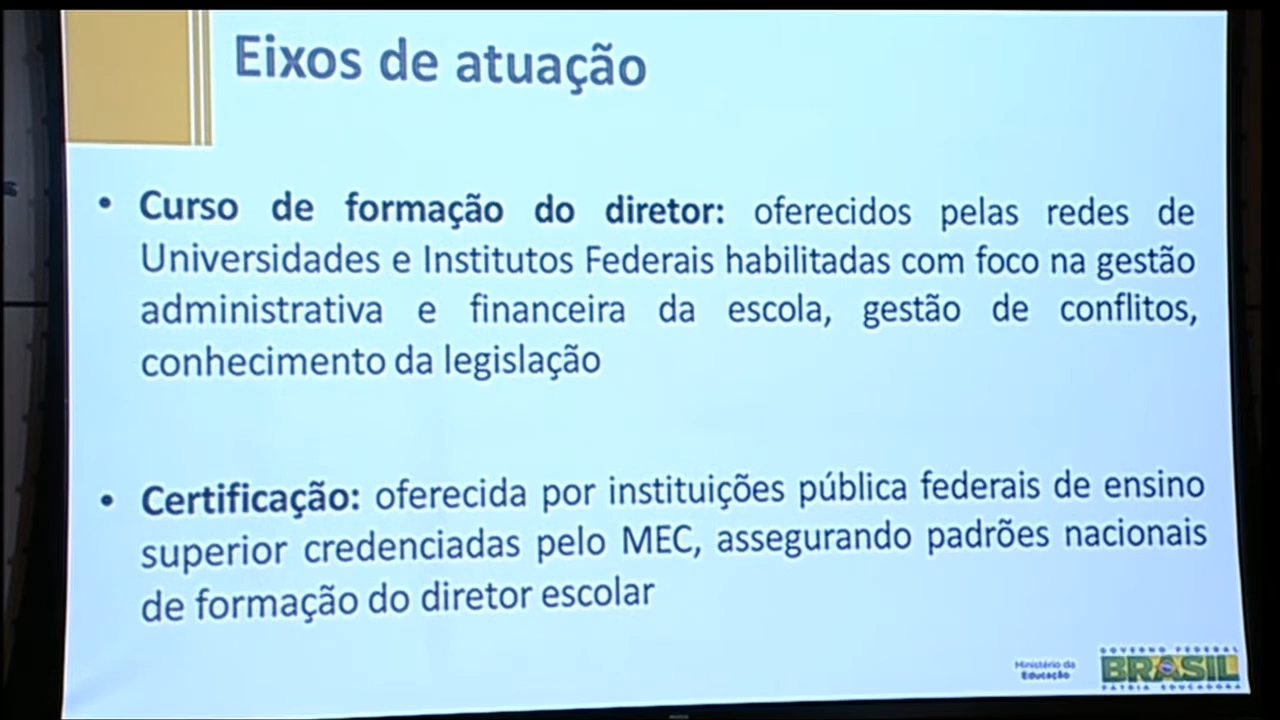 Eixos de atuação
• Curso de formação do diretor: oferecidos pelas redes de
Universidades e Institutos Federais habilitadas com foco na gestão
administrativa e financeira da escola, gestão de conflitos,
conhecimento da legislação
• Certificação: oferecida por instituições pública federais de ensino
superior credenciadas pelo MEC, assegurando padrões nacionais
de formação do diretor escolar
Ministério da
Educação
GOVERNO FEDERAL
BRASIL
PÁTRIA EDUCADORA